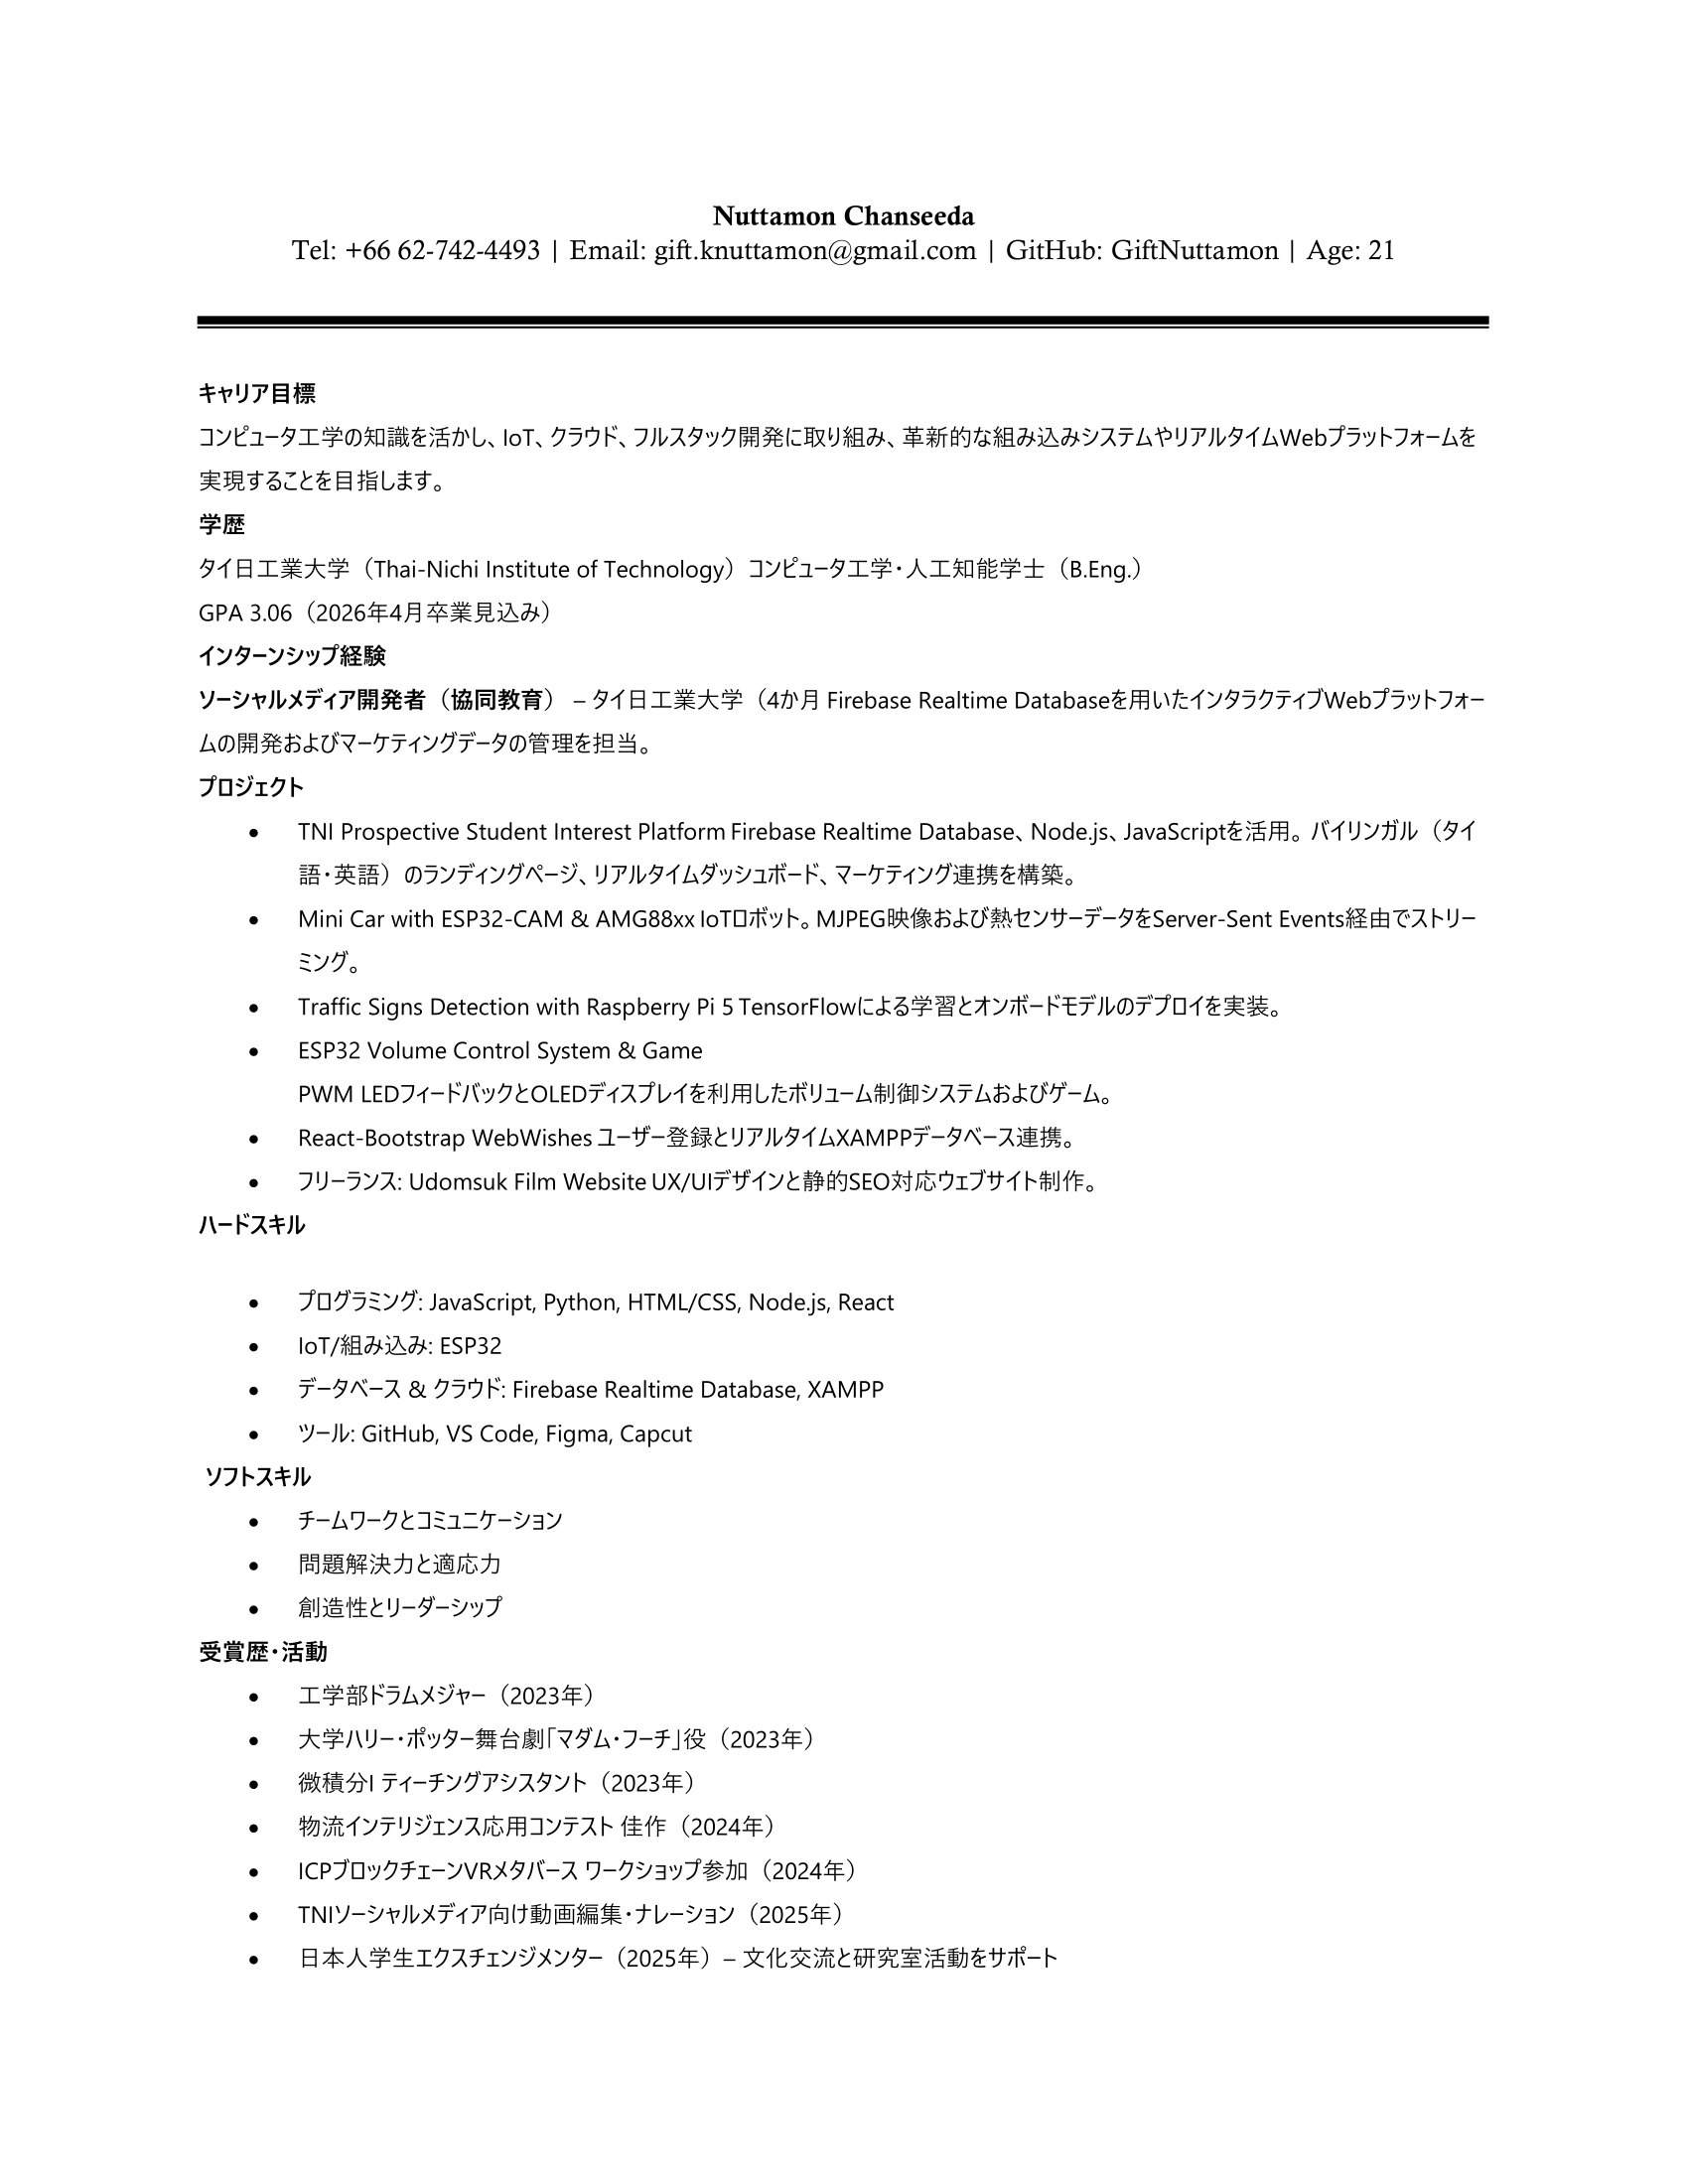 Nuttamon Chanseeda
Tel: +66 62-742-4493 | Email: gift.knuttamon@gmail.com | GitHub: GiftNuttamon | Age: 21
キャリア目標
コンピュータ工学の知識を活かし、IoT、クラウド、フルスタック開発に取り組み、革新的な組み込みシステムやリアルタイムWebプラットフォームを
実現することを目指します。
学歴
タイ日工業大学（Thai-Nichi Institute of Technology）コンピュータ工学・人工知能学士（B.Eng.）
GPA 3.06（2026年4月卒業見込み）
インターンシップ経験
ソーシャルメディア開発者（協同教育） – タイ日工業大学（4か月 Firebase Realtime Databaseを用いたインタラクティブWebプラットフォー
ムの開発およびマーケティングデータの管理を担当。
プロジェクト
• TNI Prospective Student Interest Platform Firebase Realtime Database、Node.js、JavaScriptを活用。バイリンガル（タイ
語・英語）のランディングページ、リアルタイムダッシュボード、マーケティング連携を構築。
• Mini Car with ESP32-CAM & AMG88xx IoTロボット。MJPEG映像および熱センサーデータをServer-Sent Events経由でストリー
ミング。
• Traffic Signs Detection with Raspberry Pi 5 TensorFlowによる学習とオンボードモデルのデプロイを実装。
• ESP32 Volume Control System & Game
PWM LEDフィードバックとOLEDディスプレイを利用したボリューム制御システムおよびゲーム。
• React-Bootstrap WebWishes ユーザー登録とリアルタイムXAMPPデータベース連携。
• フリーランス: Udomsuk Film Website UX/UIデザインと静的SEO対応ウェブサイト制作。
ハードスキル
• プログラミング: JavaScript, Python, HTML/CSS, Node.js, React
• IoT/組み込み: ESP32
• データベース & クラウド: Firebase Realtime Database, XAMPP
• ツール: GitHub, VS Code, Figma, Capcut
ソフトスキル
• チームワークとコミュニケーション
• 問題解決力と適応力
• 創造性とリーダーシップ
受賞歴・活動
• 工学部ドラムメジャー（2023年）
• 大学ハリー・ポッター舞台劇「マダム・フーチ」役（2023年）
• 微積分I ティーチングアシスタント（2023年）
• 物流インテリジェンス応用コンテスト 佳作（2024年）
• ICPブロックチェーンVRメタバース ワークショップ参加（2024年）
• TNIソーシャルメディア向け動画編集・ナレーション（2025年）
• 日本人学生エクスチェンジメンター（2025年）– 文化交流と研究室活動をサポート